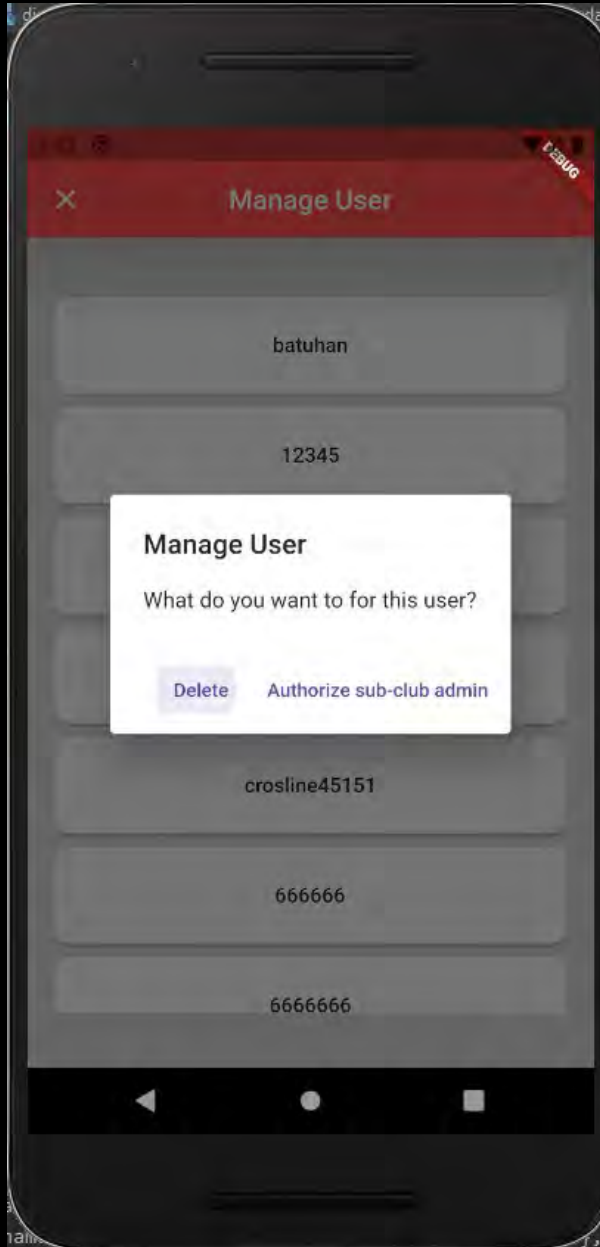 DEBUG
Manage User
batuhan
12345
Manage User
What do you want to for this user?
Delete Authorize sub-club admin
crosline45151
666666
6666666